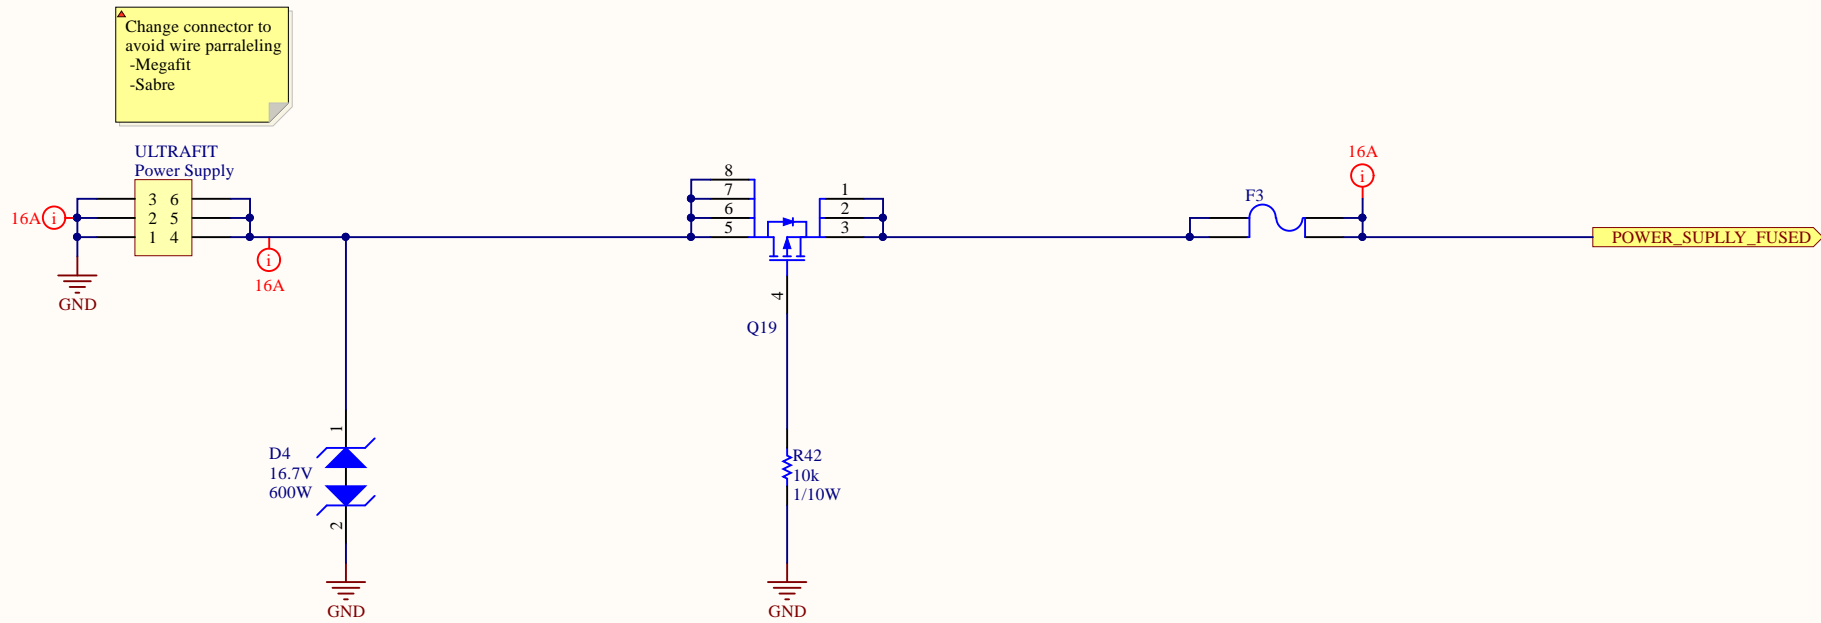 Change connector to
avoid wire parraleling
-Megafit
-Sabre
ULTRAFIT
Power Supply
3 6
2 5
1 4
16A
i
GND
i
16A
8
7
6
5
1
2
3
4
Q19
F3
16A
i
POWER_SUPLLY_FUSED
1
D4
16.7V
600W
2
GND
R42
10k
1/10W
GND